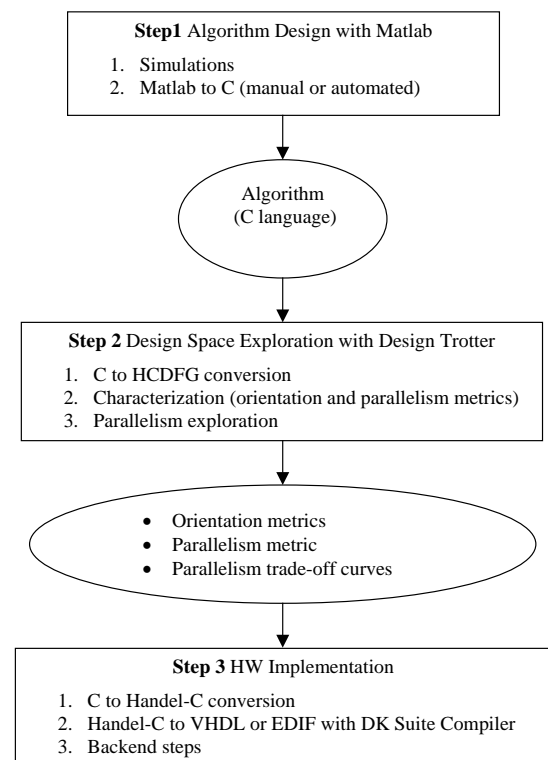 Step1 Algorithm Design with Matlab
1. Simulations
2. Matlab to C (manual or automated)
Algorithm
(C language)
Step 2 Design Space Exploration with Design Trotter
1. C to HCDFG conversion
2. Characterization (orientation and parallelism metrics)
3. Parallelism exploration
• Orientation metrics
• Parallelism metric
• Parallelism trade-off curves
Step 3 HW Implementation
1. C to Handel-C conversion
2. Handel-C to VHDL or EDIF with DK Suite Compiler
3. Backend steps